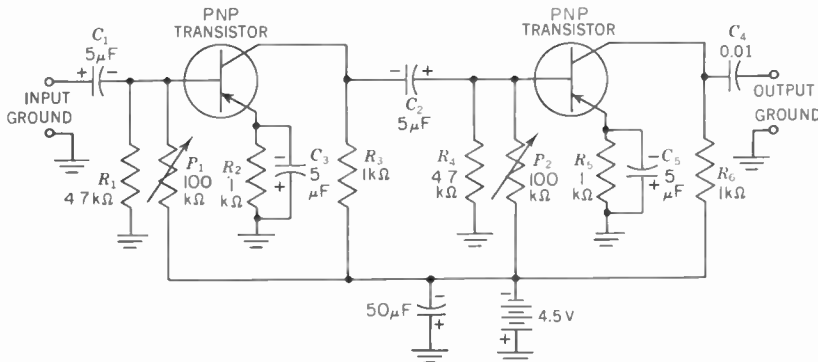 PNP
TRANSISTOR
C1
5µF
+ -
INPUT
GROUND
R1
4.7kΩ
P1
100
kΩ
R2
1
kΩ
-
+
C3
5
µF
R3
1kΩ
- +
C2
5µF
PNP
TRANSISTOR
R4
4.7
kΩ
P2
100
kΩ
R5
1
kΩ
-
+
C5
5
µF
C4
0.01
OUTPUT
GROUND
R6
1kΩ
50µF
-
+
-
+
4.5V